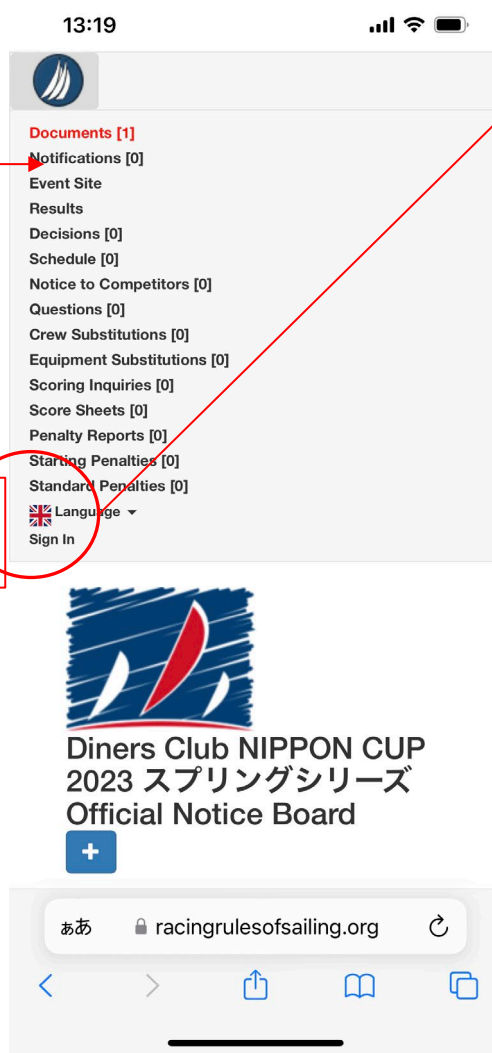 13:19
Documents [1]
Notifications [0]
Event Site
Results
Decisions [0]
Schedule [0]
Notice to Competitors [0]
Questions [0]
Crew Substitutions [0]
Equipment Substitutions [0]
Scoring Inquiries [0]
Score Sheets [0]
Penalty Reports [0]
Starting Penalties [0]
Standard Penalties [0]
Language
Sign In
Diners Club NIPPON CUP
2023 スプリングシリーズ
Official Notice Board
+
ぁあ racingrulesofsailing.org